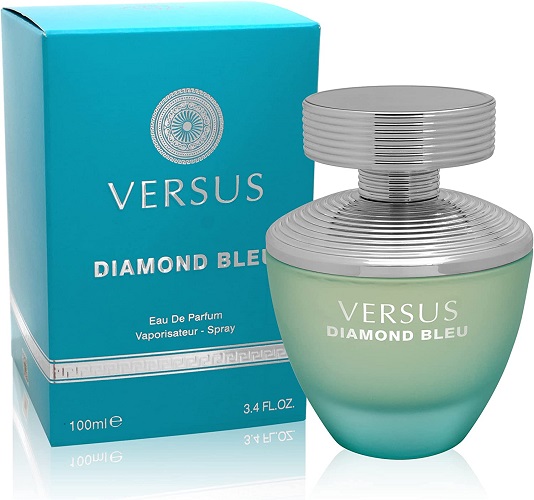 VERSUS
DIAMOND BLEU
Eau De Parfum
Vaporisateur - Spray
100ml e 3.4 FL.OZ.
VERSUS
DIAMOND BLEU